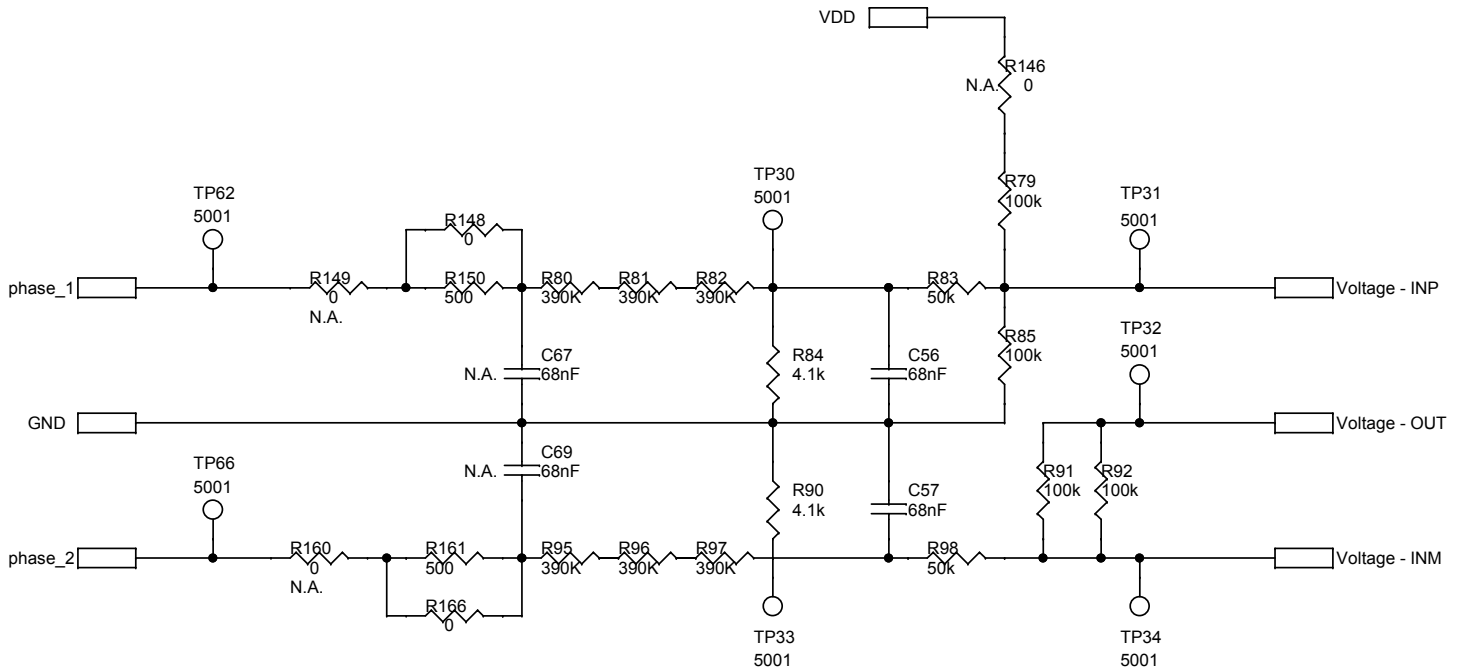 VDD
R146
N.A. 0
R79
100k
TP62
5001
TP30
5001
TP31
5001
R148
0
phase_1
R149
0
N.A.
R150
500
R80
390K
R81
390K
R82
390K
R83
50k
Voltage - INP
C67
68nF
N.A.
R84
4.1k
C56
68nF
R85
100k
TP32
5001
GND
Voltage - OUT
C69
68nF
N.A.
TP66
5001
R90
4.1k
C57
68nF
R91
100k
R92
100k
phase_2
R160
0
N.A.
R161
500
R95
390K
R96
390K
R97
390K
R98
50k
Voltage - INM
R166
0
TP33
5001
TP34
5001